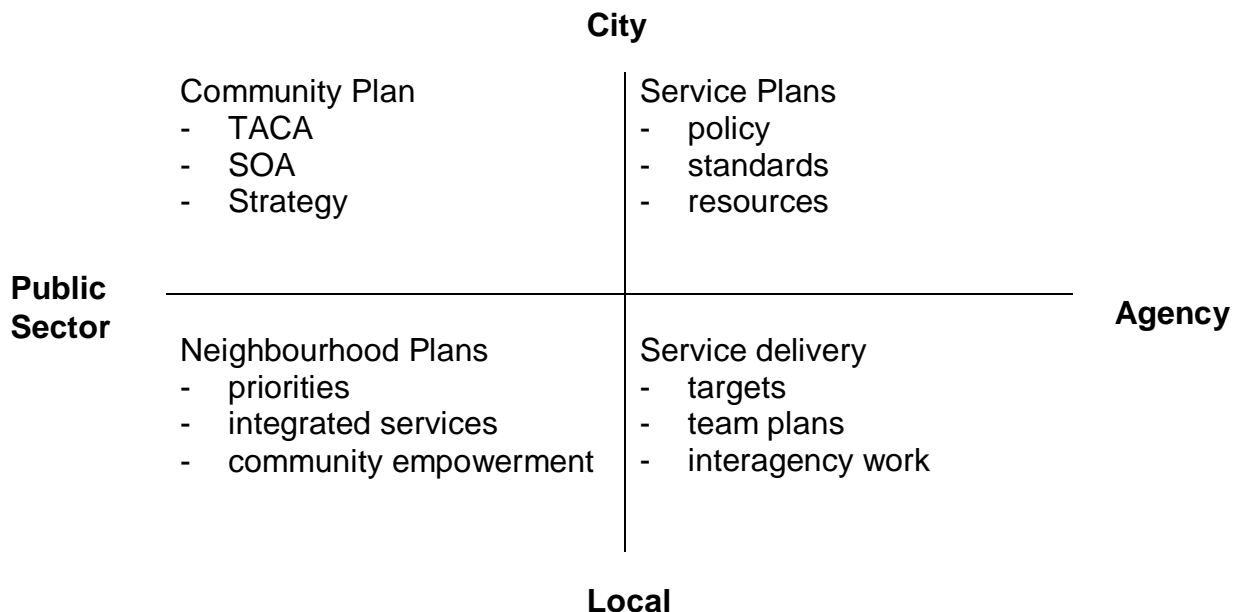 City
Community Plan
- TACA
- SOA
- Strategy
Service Plans
- policy
- standards
- resources
Public
Sector
Agency
Neighbourhood Plans
- priorities
- integrated services
- community empowerment
Service delivery
- targets
- team plans
- interagency work
Local